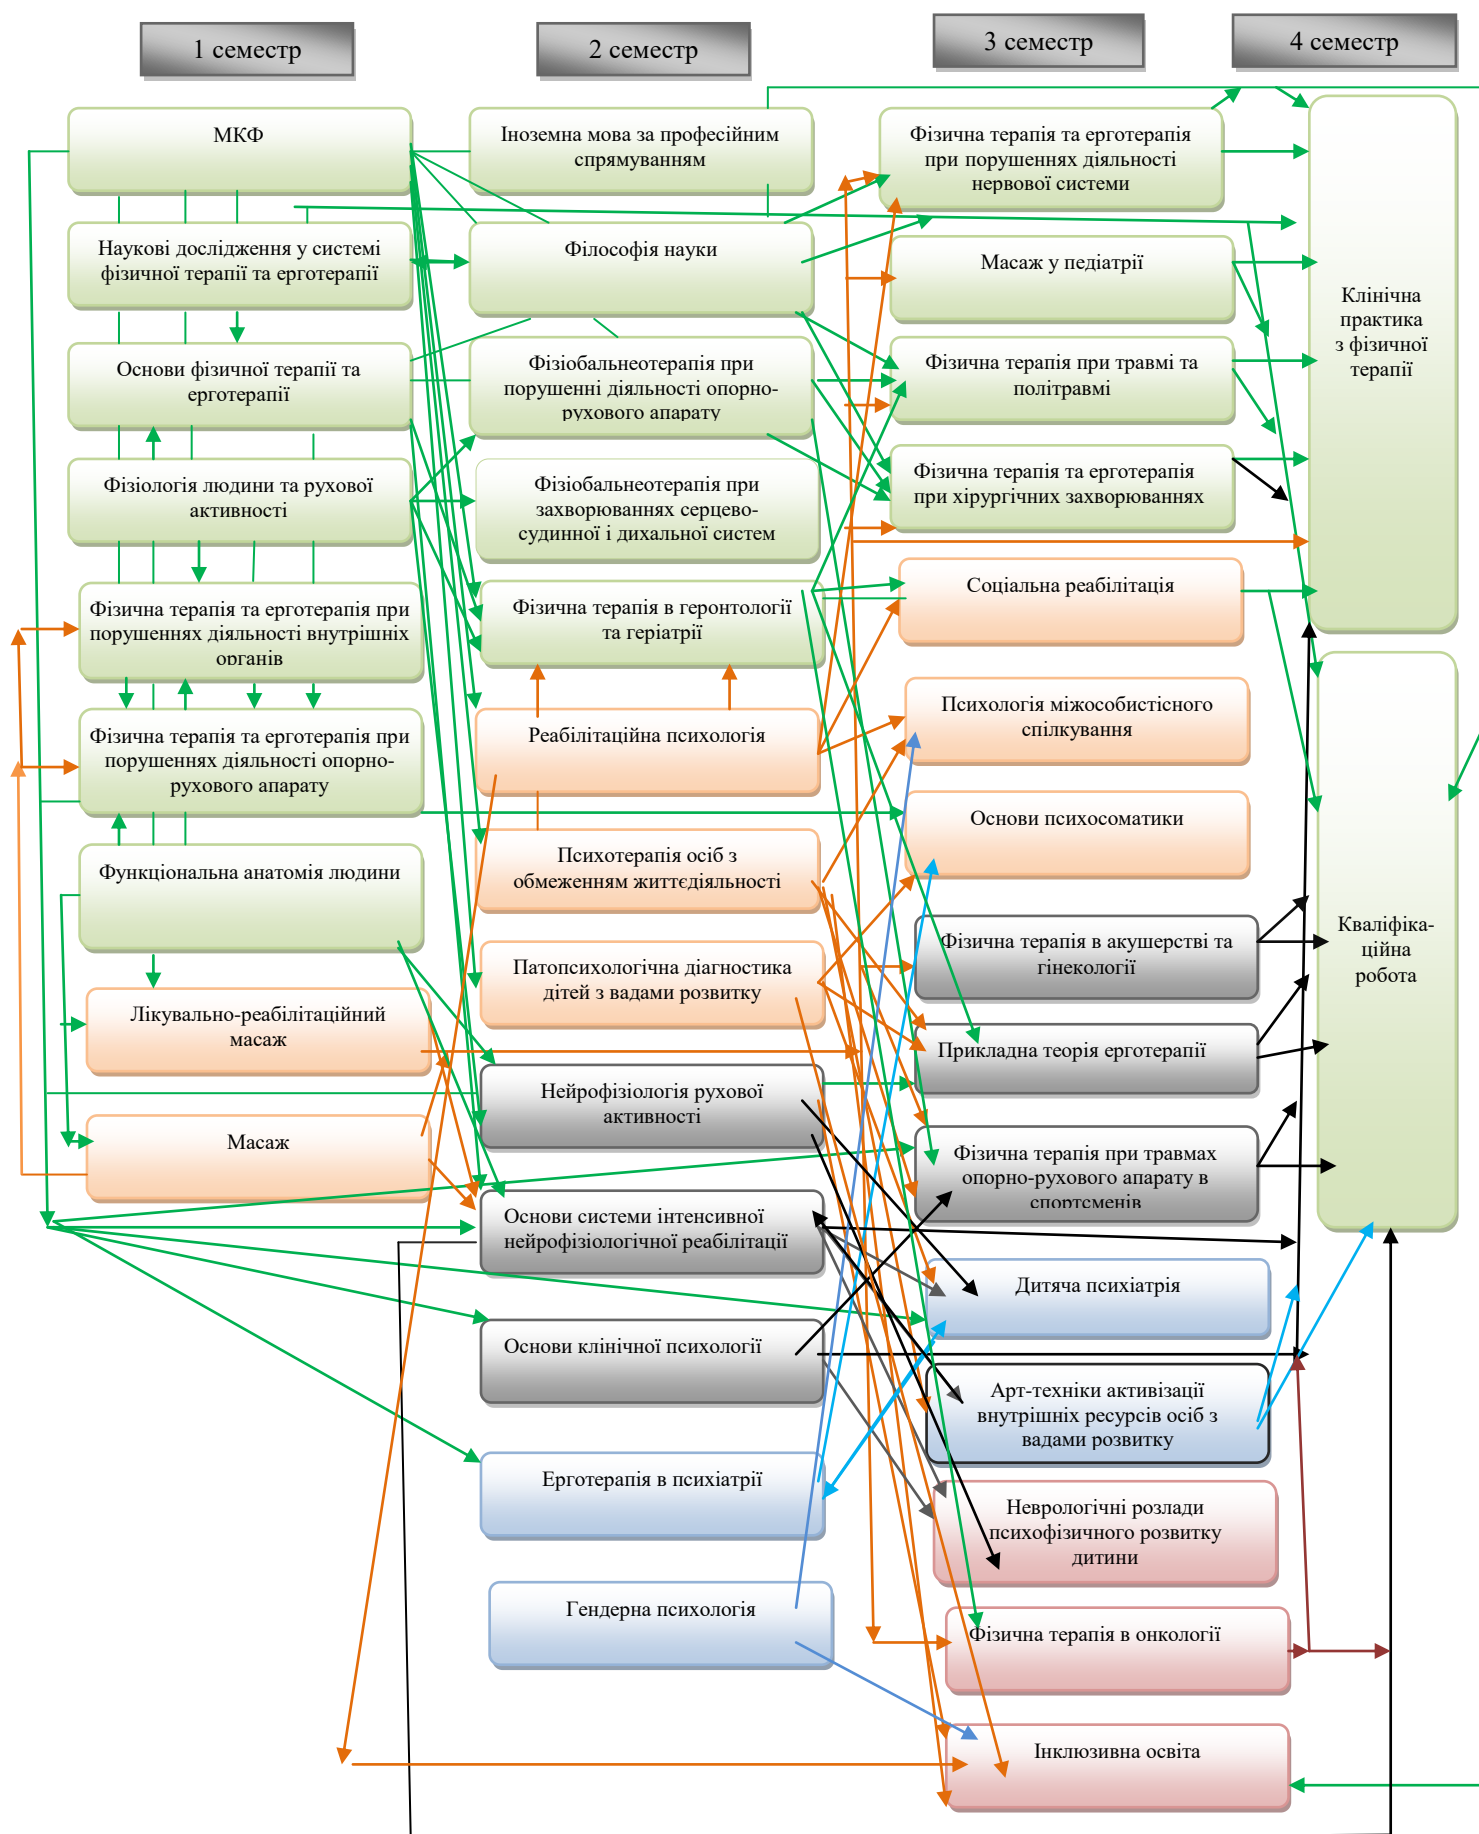 1 семестр
2 семестр
3 семестр
4 семестр
МКФ
Наукові дослідження у системі
фізичної терапії та ерготерапії
Основи фізичної терапії та
ерготерапії
Фізіологія людини та рухової
активності
Фізична терапія та ерготерапія при
порушеннях діяльності внутрішніх
органів
Фізична терапія та ерготерапія при
порушеннях діяльності опорно-
рухового апарату
Функціональна анатомія людини
Лікувально-реабілітаційний
масаж
Масаж
Іноземна мова за професійним
спрямуванням
Філософія науки
Фізіобальнеотерапія при
порушенні діяльності опорно-
рухового апарату
Фізіобальнеотерапія при
захворюваннях серцево-
судинної і дихальної систем
Фізична терапія в геронтології
та геріатрії
Реабілітаційна психологія
Психотерапія осіб з
обмеженням життєдіяльності
Патопсихологічна діагностика
дітей з вадами розвитку
Нейрофізіологія рухової
активності
Основи системи інтенсивної
нейрофізіологічної реабілітації
Основи клінічної психології
Ерготерапія в психіатрії
Гендерна психологія
Фізична терапія та ерготерапія
при порушеннях діяльності
нервової системи
Масаж у педіатрії
Фізична терапія при травмі та
політравмі
Фізична терапія та ерготерапія
при хірургічних захворюваннях
Соціальна реабілітація
Психологія міжособистісного
спілкування
Основи психосоматики
Фізична терапія в акушерстві та
гінекології
Прикладна теорія ерготерапії
Фізична терапія при травмах
опорно-рухового апарату в
спортсменів
Дитяча психіатрія
Арт-техніки активізації
внутрішніх ресурсів осіб з
вадами розвитку
Неврологічні розлади
психофізичного розвитку
дитини
Фізична терапія в онкології
Інклюзивна освіта
Клінічна
практика
з фізичної
терапії
Кваліфіка-
ційна
робота